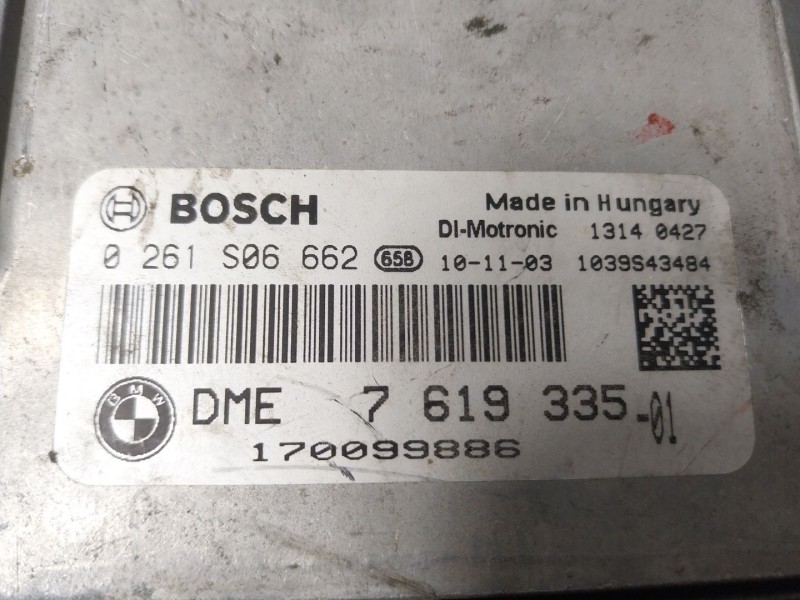 BOSCH Made in Hungary
DI-Motronic 1314 0427
0 261 S06 662 658 10-11-03 1039S43484
BMW DME 7 619 335-01
170099886